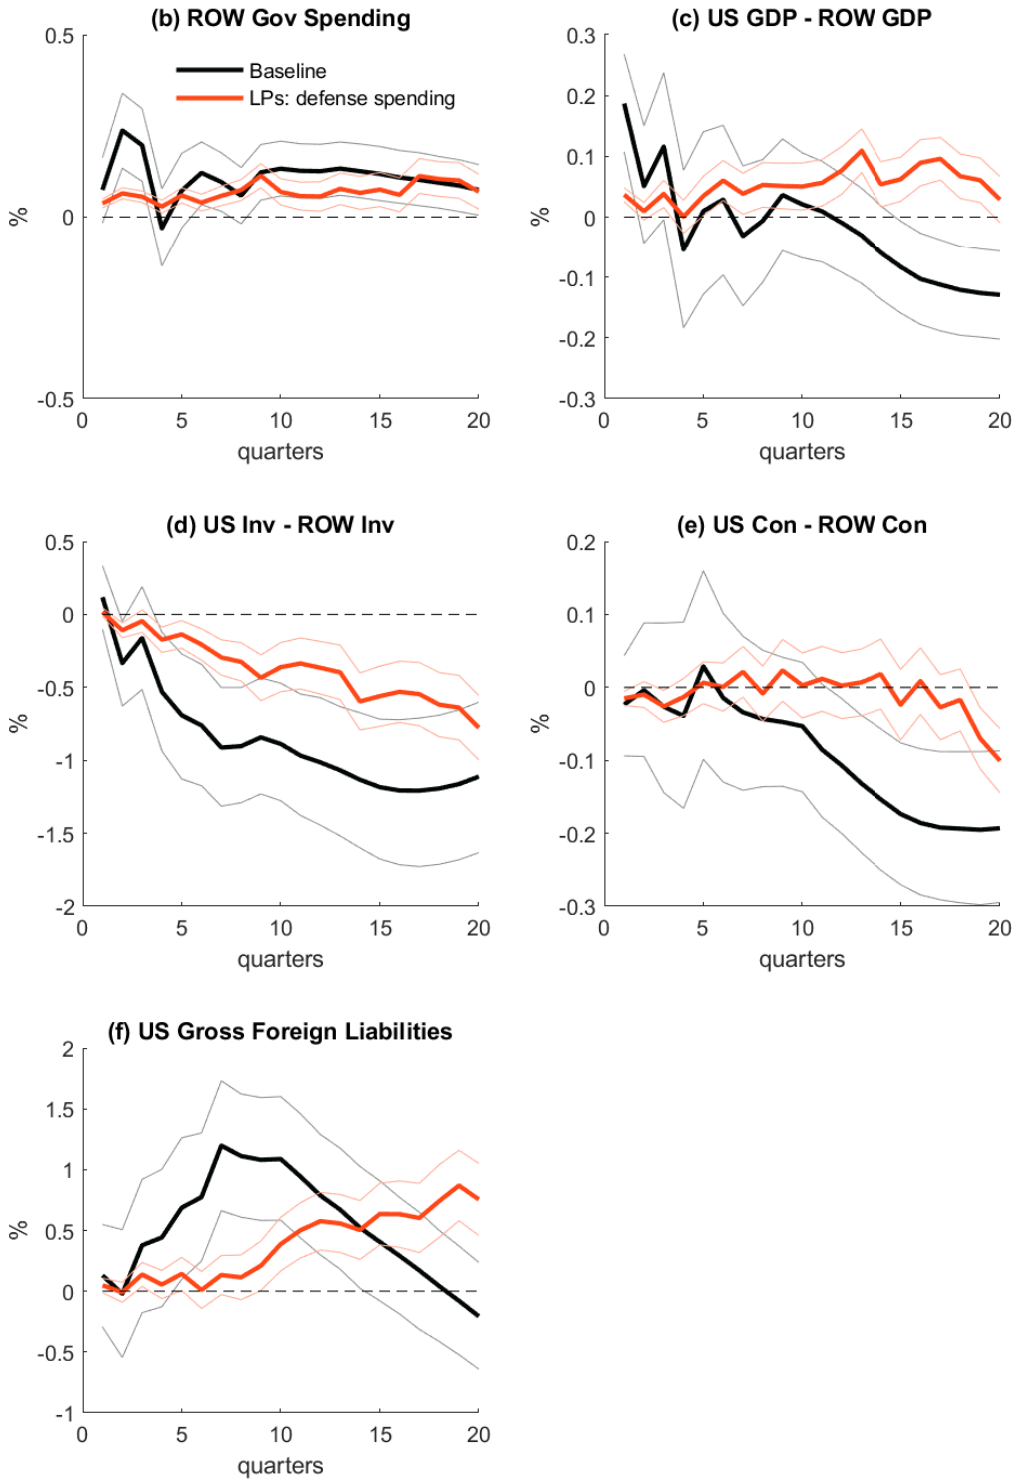 (b) ROW Gov Spending
0.5
0
-0.5
%
0 5 10 15 20
quarters
Baseline
LPs: defense spending
(c) US GDP - ROW GDP
0.3
0.2
0.1
0
-0.1
-0.2
-0.3
%
0 5 10 15 20
quarters
(d) US Inv - ROW Inv
0.5
0
-0.5
-1
-1.5
-2
%
0 5 10 15 20
quarters
(e) US Con - ROW Con
0.2
0.1
0
-0.1
-0.2
-0.3
%
0 5 10 15 20
quarters
(f) US Gross Foreign Liabilities
2
1.5
1
0.5
0
-0.5
-1
%
0 5 10 15 20
quarters